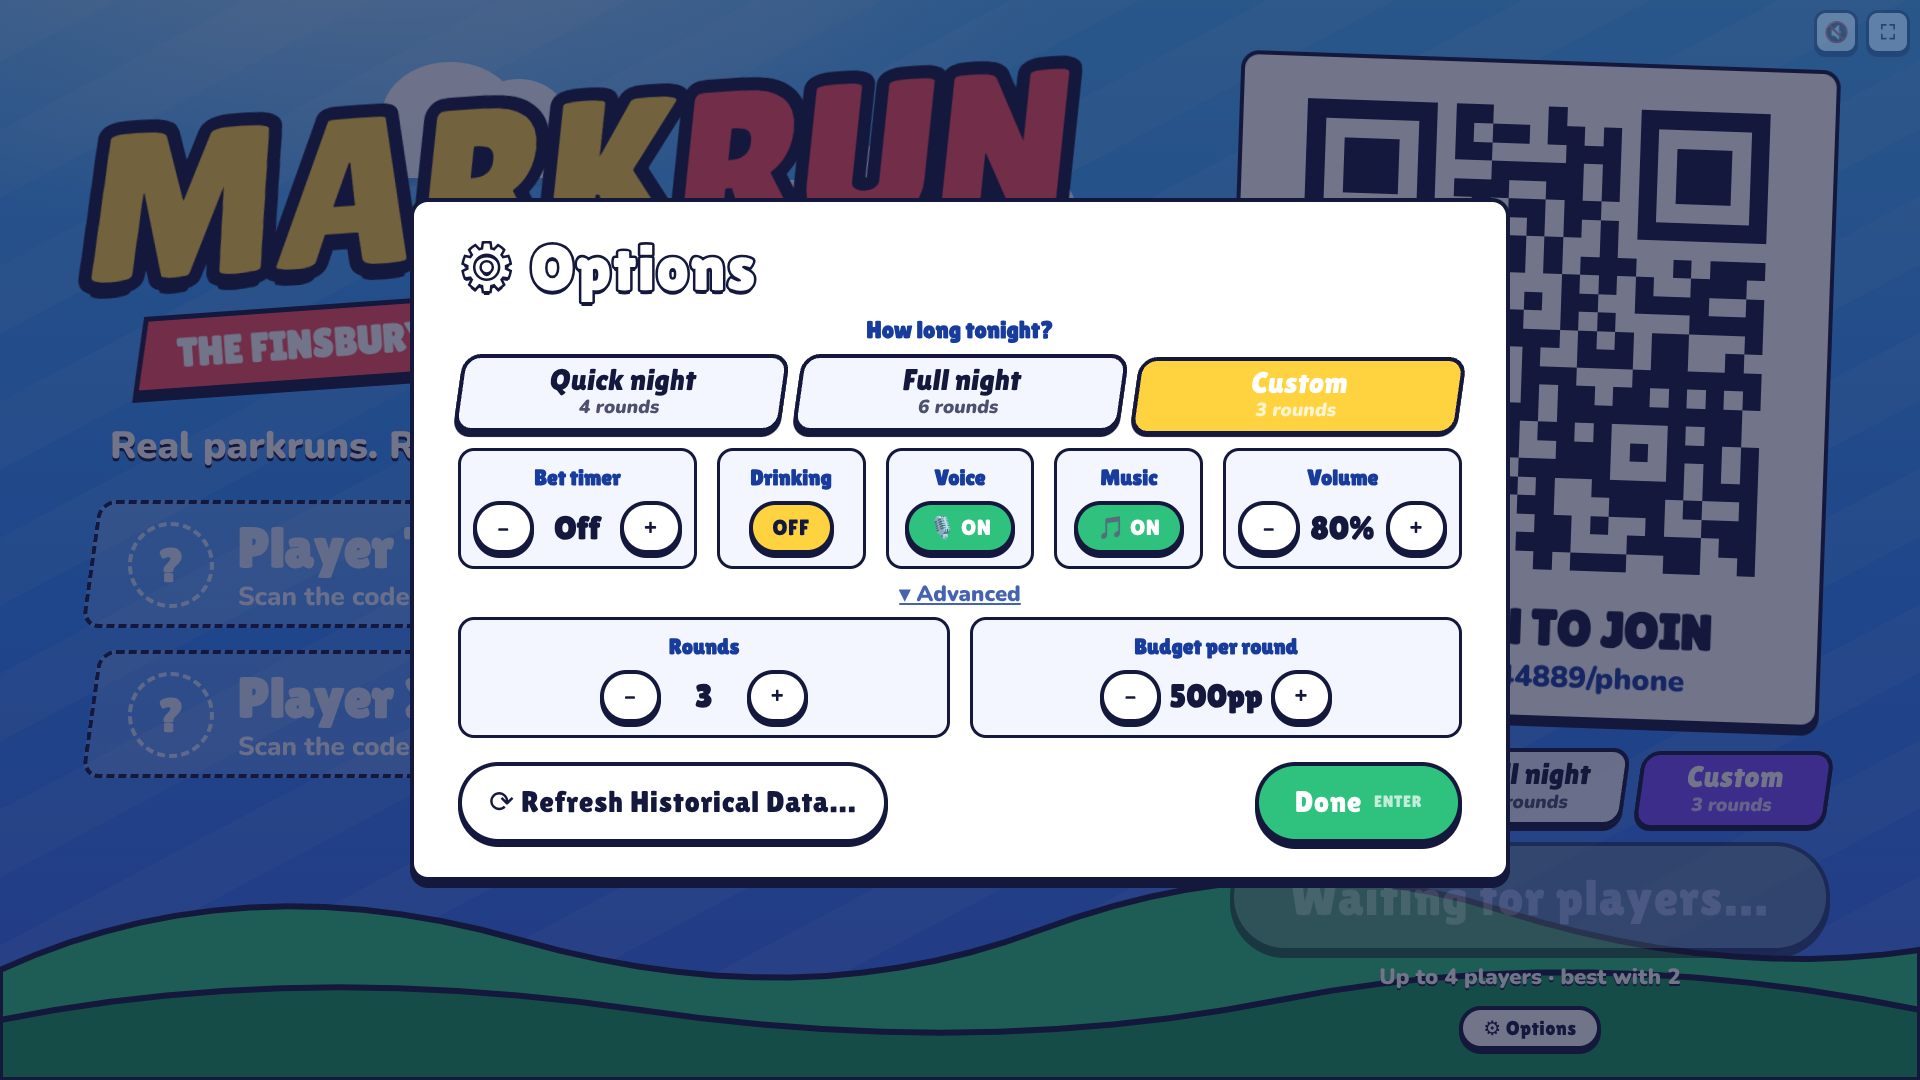 MARKRUN
THE FINSBURY
Real parkruns. R
Player
Scan the code
Player
Scan the code
⚙ Options
How long tonight?
Quick night
4 rounds
Full night
6 rounds
Custom
3 rounds
Bet timer
– Off +
Drinking
OFF
Voice
🎙 ON
Music
🎵 ON
Volume
– 80% +
▾ Advanced
Rounds
– 3 +
Budget per round
– 500pp +
⟳ Refresh Historical Data...
Done ENTER
TO JOIN
4889/phone
night
rounds
Custom
3 rounds
Waiting for players...
Up to 4 players · best with 2
⚙ Options